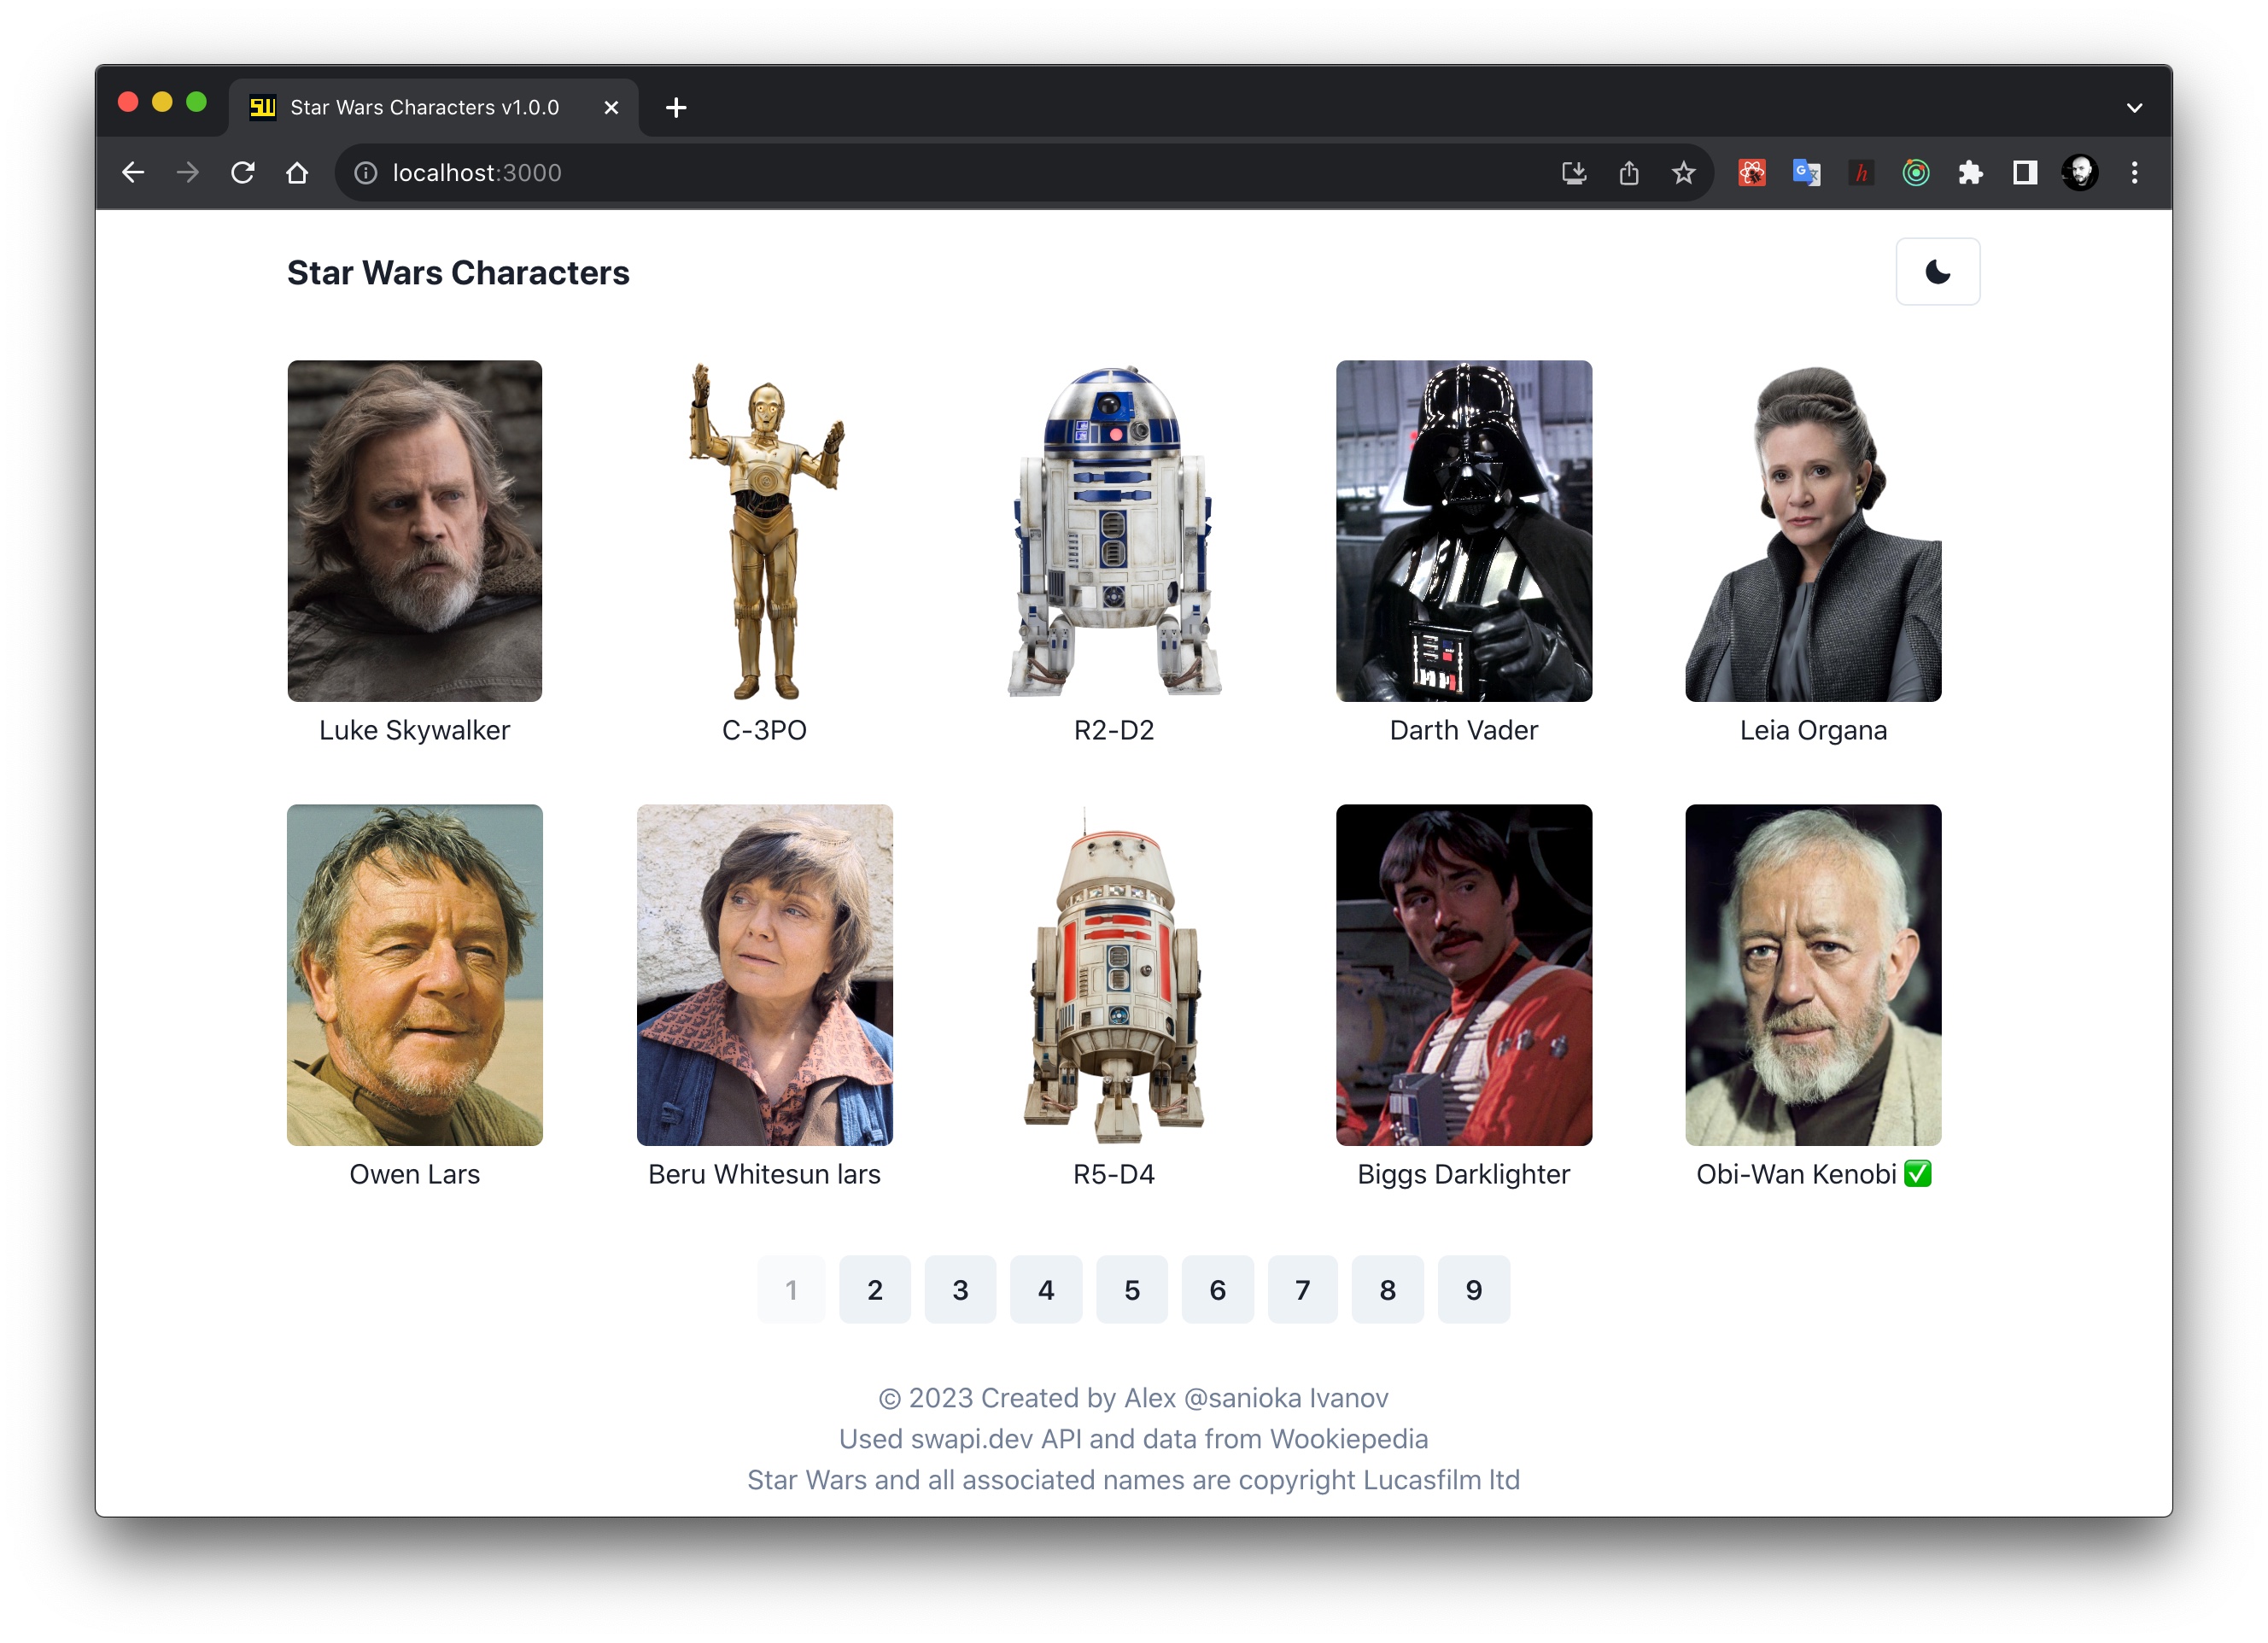 Star Wars Characters v1.0.0
localhost:3000
Star Wars Characters
Luke Skywalker
C-3PO
R2-D2
Darth Vader
Leia Organa
Owen Lars
Beru Whitesun lars
R5-D4
Biggs Darklighter
Obi-Wan Kenobi ✅
1 2 3 4 5 6 7 8 9
© 2023 Created by Alex @sanioka Ivanov
Used swapi.dev API and data from Wookiepedia
Star Wars and all associated names are copyright Lucasfilm ltd